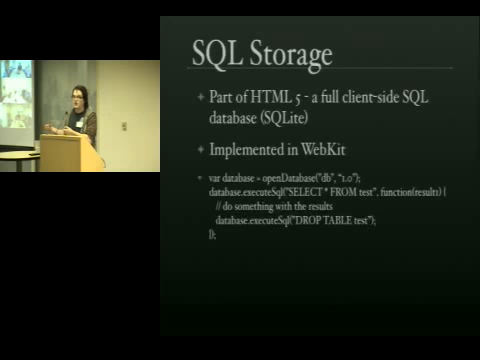 SQL Storage
Part of HTML 5 - a full client-side SQL
database (SQLite)
Implemented in WebKit
var database = openDatabase("db", "1.0");
database.executeSql("SELECT * FROM test", function(result1) {
// do something with the results
database.executeSql("DROP TABLE test");
});